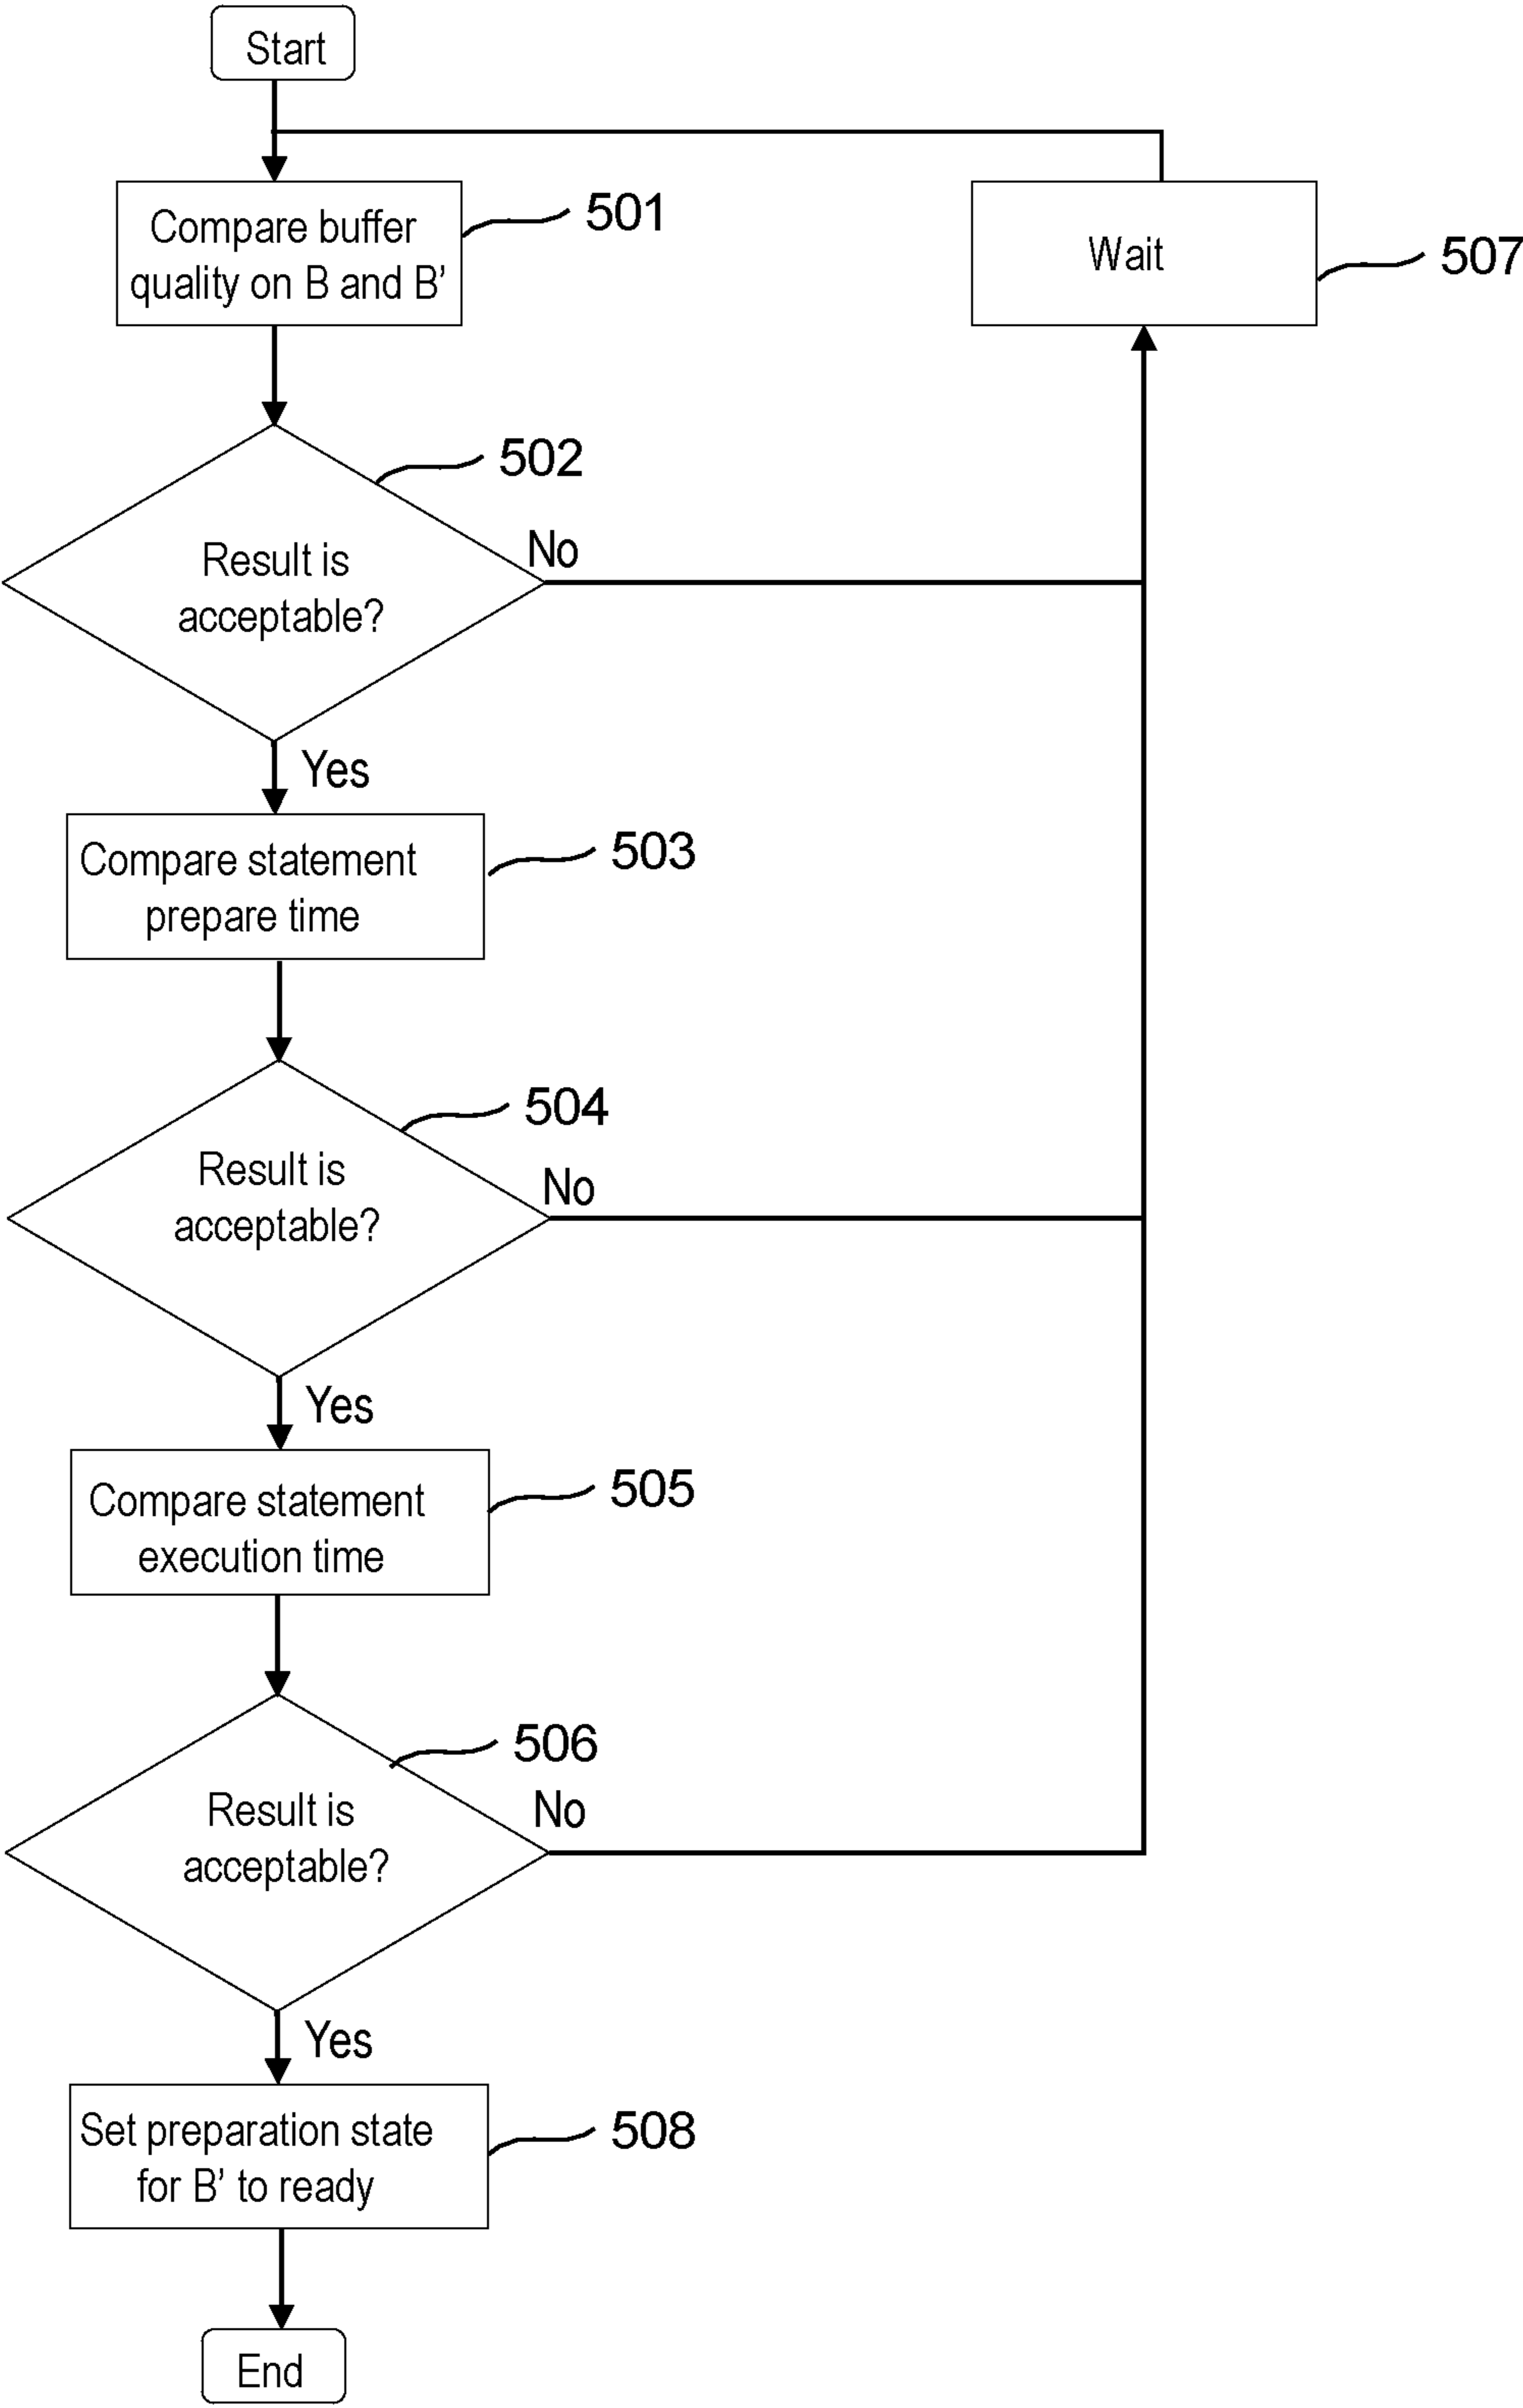 Start
Compare buffer
quality on B and B’
501
Wait
507
502
Result is
acceptable?
No
Yes
Compare statement
prepare time
503
504
Result is
acceptable?
No
Yes
Compare statement
execution time
505
506
Result is
acceptable?
No
Yes
Set preparation state
for B’ to ready
508
End